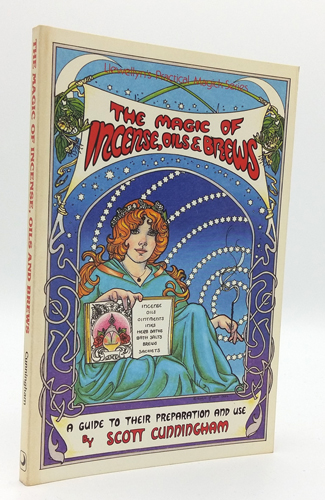 Llewellyn's Practical Magick Series
THE MAGIC OF
INCENSE, OILS & BREWS
INCENSE
OILS
OINTMENTS
INKS
HERB BATHS
BATH SALTS
BREWS
SACHETS
A GUIDE TO THEIR PREPARATION AND USE
By SCOTT CUNNINGHAM
THE MAGIC OF INCENSE, OILS AND BREWS
Cunningham